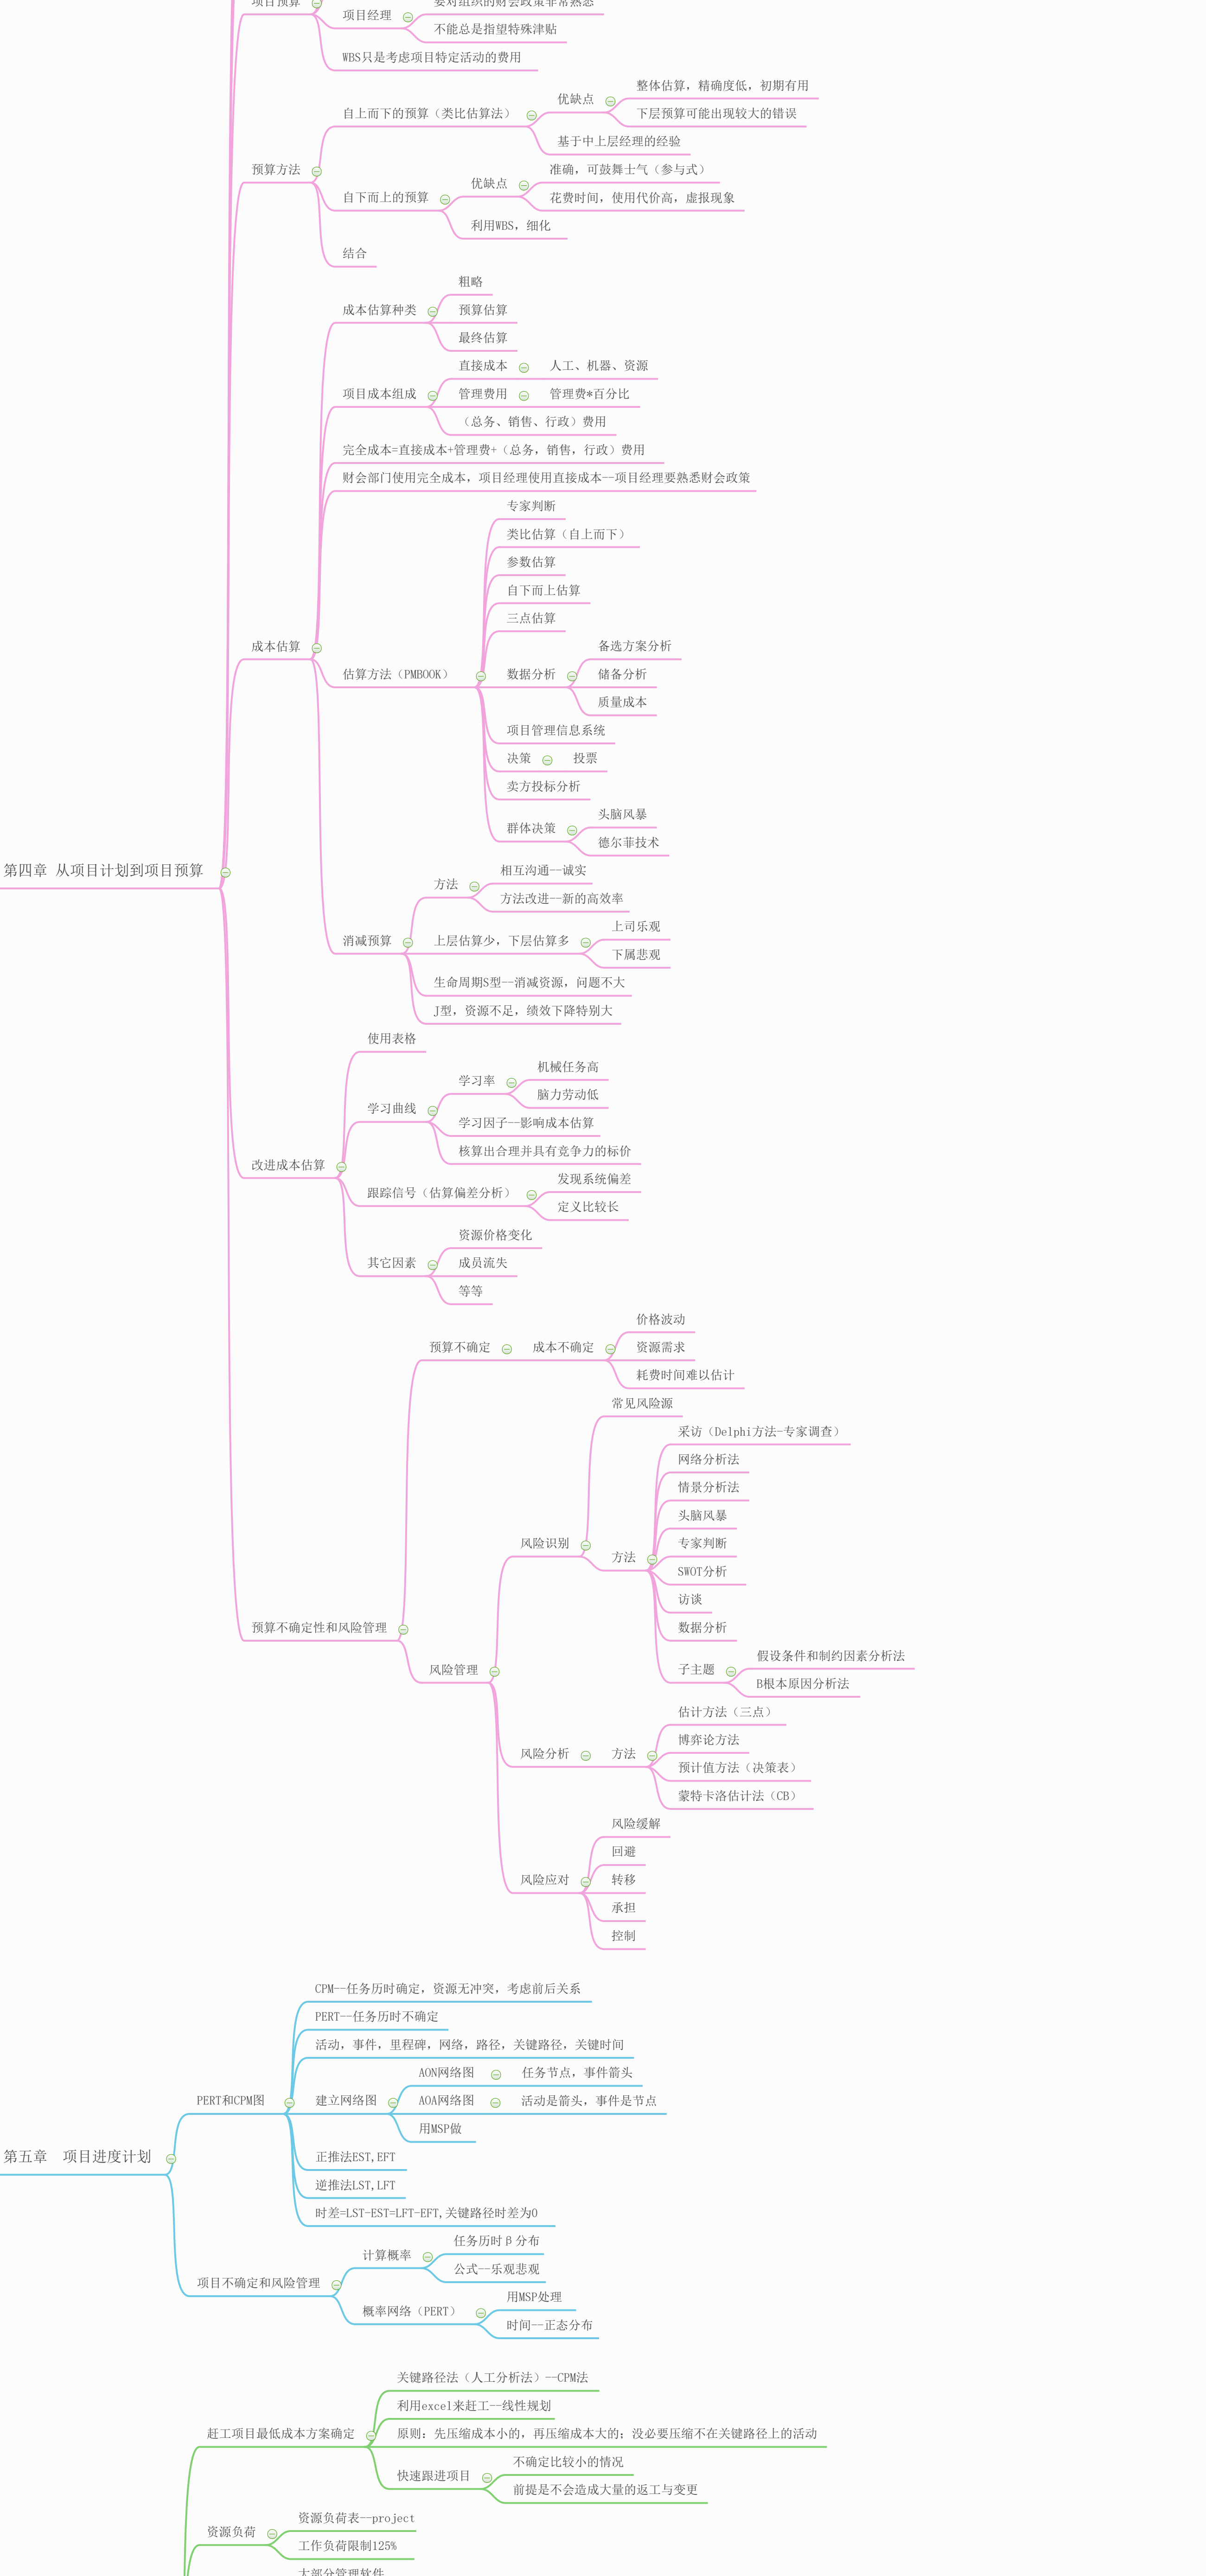 项目预算
要对组织的财会政策非常熟悉
项目经理
不能总是指望特殊津贴
WBS只是考虑项目特定活动的费用
整体估算，精确度低，初期有用
优缺点
自上而下的预算（类比估算法）
下层预算可能出现较大的错误
基于中上层经理的经验
预算方法
准确，可鼓舞士气（参与式）
优缺点
自下而上的预算
花费时间，使用代价高，虚报现象
利用WBS，细化
结合
粗略
成本估算种类
预算估算
最终估算
直接成本
人工、机器、资源
项目成本组成
管理费用
管理费*百分比
（总务、销售、行政）费用
完全成本=直接成本+管理费+（总务，销售，行政）费用
财会部门使用完全成本，项目经理使用直接成本--项目经理要熟悉财会政策
专家判断
类比估算（自上而下）
参数估算
自下而上估算
三点估算
成本估算
备选方案分析
估算方法（PMBOOK）
数据分析
储备分析
质量成本
项目管理信息系统
决策
投票
卖方投标分析
头脑风暴
群体决策
德尔菲技术
第四章 从项目计划到项目预算
相互沟通--诚实
方法
方法改进--新的高效率
上司乐观
消减预算
上层估算少，下层估算多
下属悲观
生命周期S型--消减资源，问题不大
J型，资源不足，绩效下降特别大
使用表格
机械任务高
学习率
脑力劳动低
学习曲线
学习因子--影响成本估算
核算出合理并具有竞争力的标价
改进成本估算
发现系统偏差
跟踪信号（估算偏差分析）
定义比较长
资源价格变化
其它因素
成员流失
等等
价格波动
预算不确定
成本不确定
资源需求
耗费时间难以估计
常见风险源
采访（Delphi方法-专家调查）
网络分析法
情景分析法
头脑风暴
风险识别
专家判断
方法
SWOT分析
访谈
预算不确定性和风险管理
数据分析
假设条件和制约因素分析法
风险管理
子主题
B根本原因分析法
估计方法（三点）
博弈论方法
风险分析
方法
预计值方法（决策表）
蒙特卡洛估计法（CB）
风险缓解
回避
风险应对
转移
承担
控制
CPM--任务历时确定，资源无冲突，考虑前后关系
PERT--任务历时不确定
活动，事件，里程碑，网络，路径，关键路径，关键时间
AON网络图
任务节点，事件箭头
PERT和CPM图
建立网络图
AOA网络图
活动是箭头，事件是节点
用MSP做
第五章　项目进度计划
正推法EST,EFT
逆推法LST,LFT
时差=LST-EST=LFT-EFT,关键路径时差为0
任务历时β分布
计算概率
公式--乐观悲观
项目不确定和风险管理
用MSP处理
概率网络（PERT）
时间--正态分布
关键路径法（人工分析法）--CPM法
利用excel来赶工--线性规划
赶工项目最低成本方案确定
原则：先压缩成本小的，再压缩成本大的；没必要压缩不在关键路径上的活动
不确定比较小的情况
快速跟进项目
前提是不会造成大量的返工与变更
资源负荷表--project
资源负荷
工作负荷限制125%
大部分管理软件